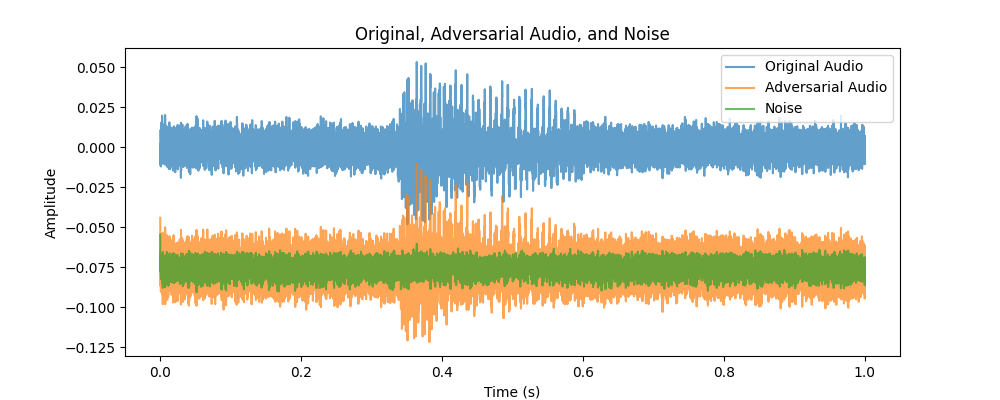 Original, Adversarial Audio, and Noise
Original Audio
Adversarial Audio
Noise
Amplitude
0.050
0.025
0.000
−0.025
−0.050
−0.075
−0.100
−0.125
0.0
0.2
0.4
0.6
0.8
1.0
Time (s)